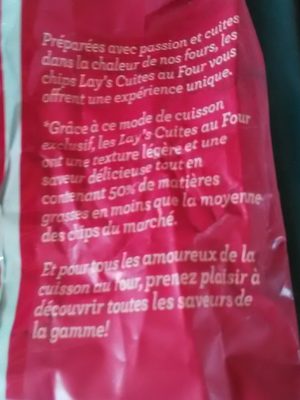 Préparées avec passion et cuites
dans la chaleur de nos fours, les
chips Lay's Cuites au Four vous
offrent une expérience unique.
*Grâce à ce mode de cuisson
exclusif, les Lay's Cuites au Four
ont une texture légère et une
saveur délicieuse tout en
contenant 50% de matières
grasses en moins que la moyenne
des chips du marché.
Et pour tous les amoureux de la
cuisson au four, prenez plaisir à
découvrir toutes les saveurs de
la gamme!